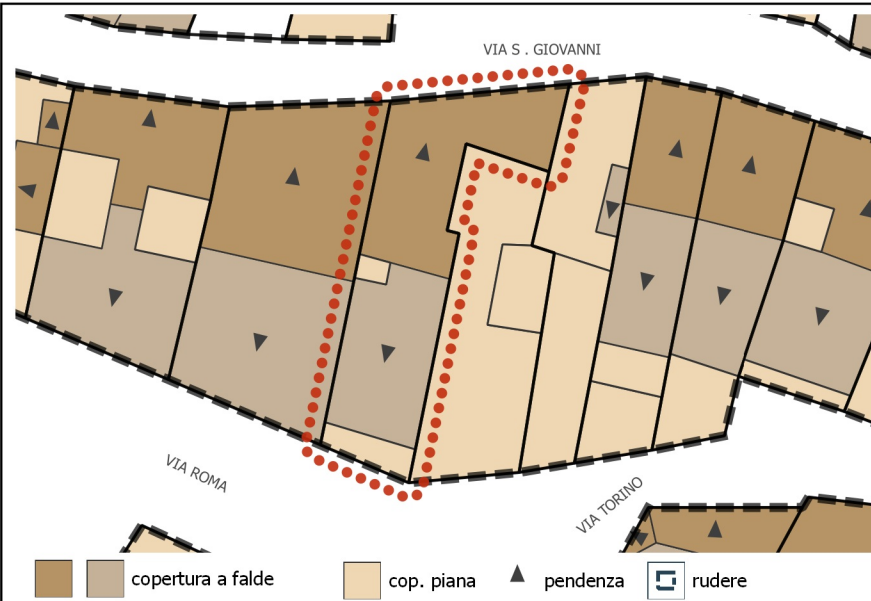 VIA S . GIOVANNI
VIA ROMA
VIA TORINO
copertura a falde
cop. piana
pendenza
rudere